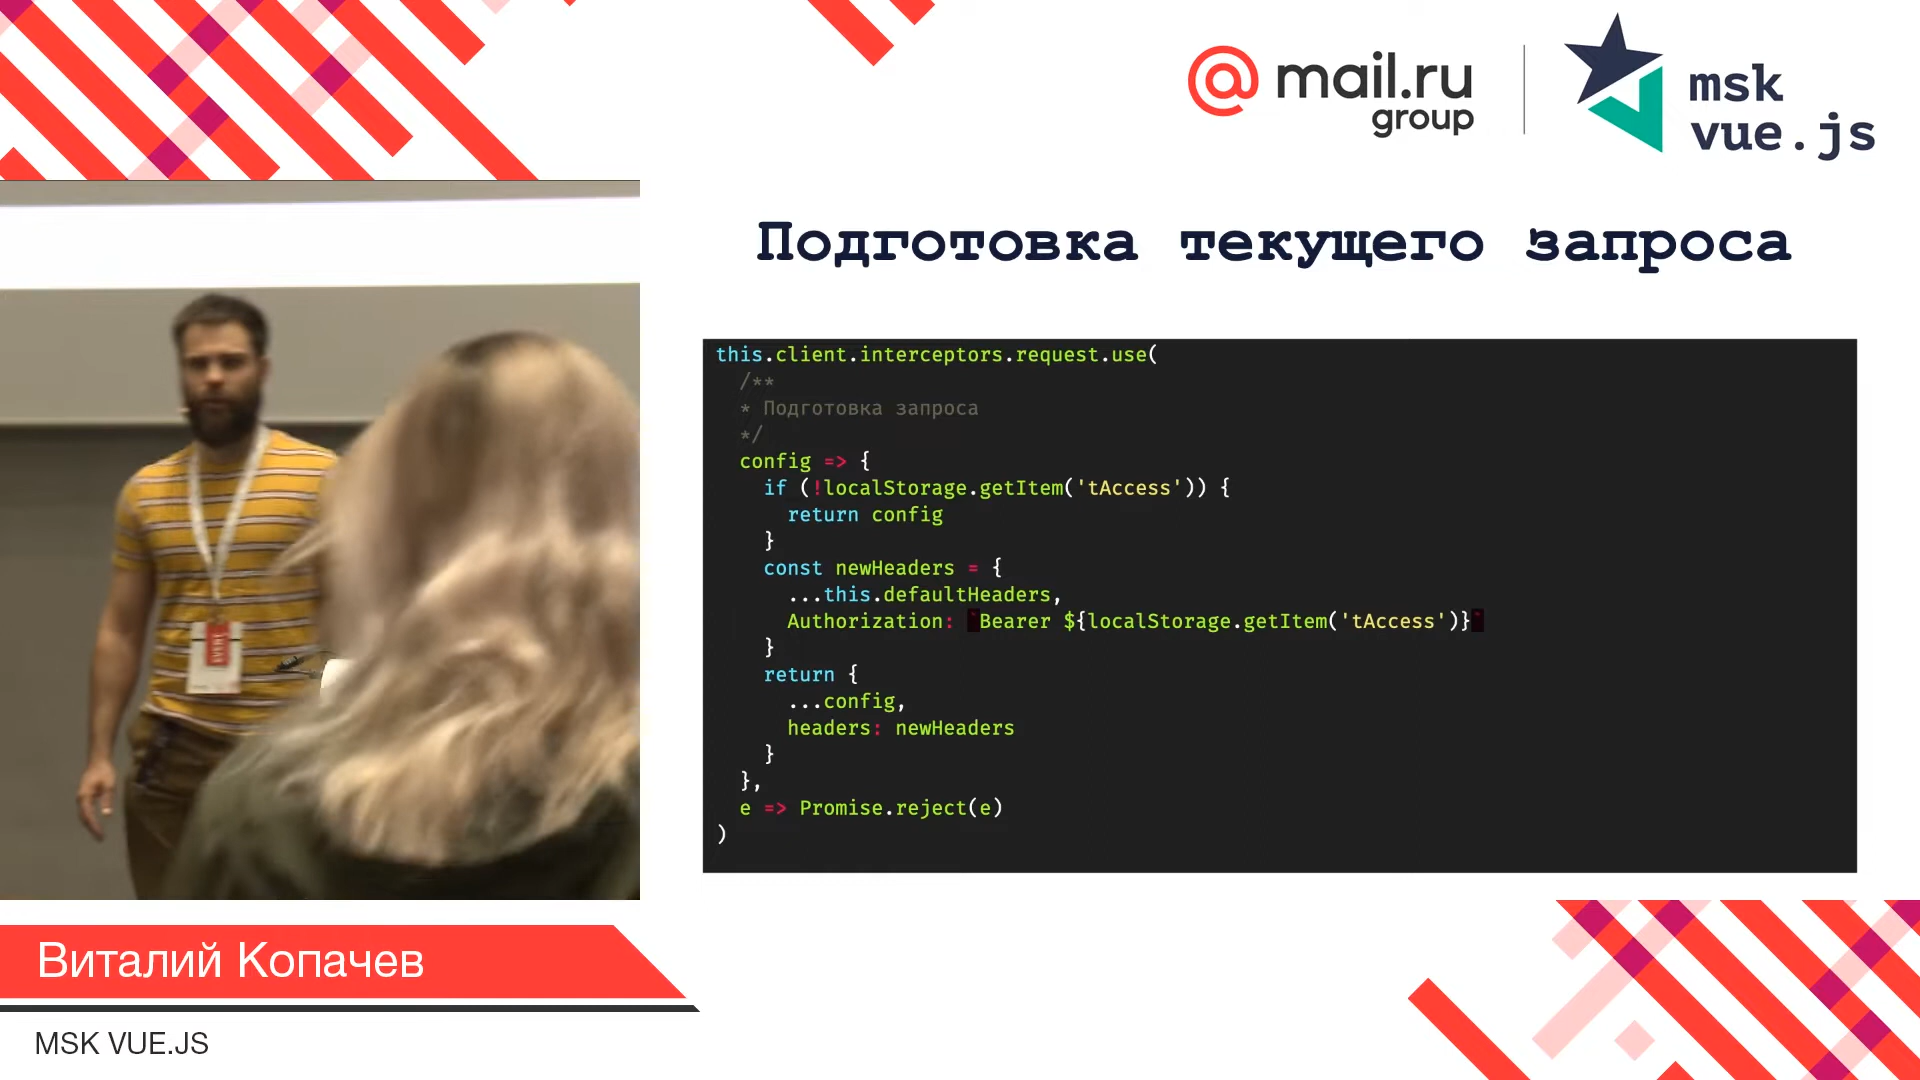 @mail.ru
group
msk
vue.js
Подготовка текущего запроса
this.client.interceptors.request.use(
  /**
  * Подготовка запроса
  */
  config => {
    if (!localStorage.getItem('tAccess')) {
      return config
    }
    const newHeaders = {
      ...this.defaultHeaders,
      Authorization: `Bearer ${localStorage.getItem('tAccess')}`
    }
    return {
      ...config,
      headers: newHeaders
    }
  },
  e => Promise.reject(e)
)
Виталий Копачев
MSK VUE.JS